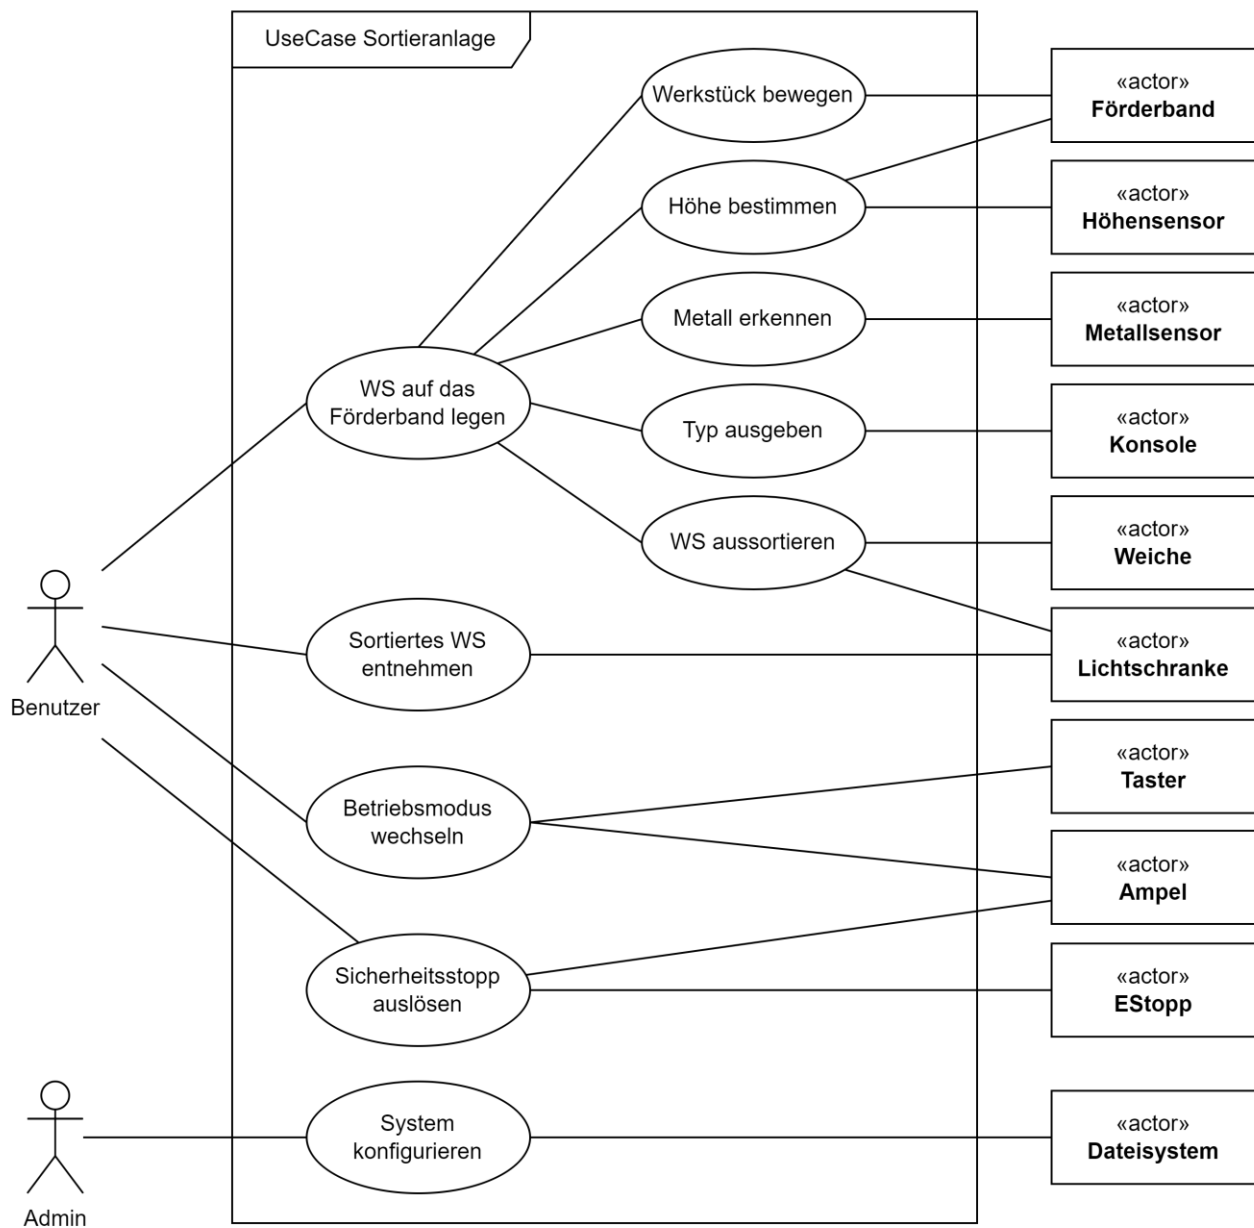 UseCase Sortieranlage
Werkstück bewegen
«actor»
Förderband
Höhe bestimmen
«actor»
Höhensensor
Metall erkennen
«actor»
Metallsensor
WS auf das
Förderband legen
Typ ausgeben
«actor»
Konsole
WS aussortieren
«actor»
Weiche
Benutzer
Sortiertes WS
entnehmen
«actor»
Lichtschranke
Betriebsmodus
wechseln
«actor»
Taster
«actor»
Ampel
Sicherheitsstopp
auslösen
«actor»
EStopp
Admin
System
konfigurieren
«actor»
Dateisystem